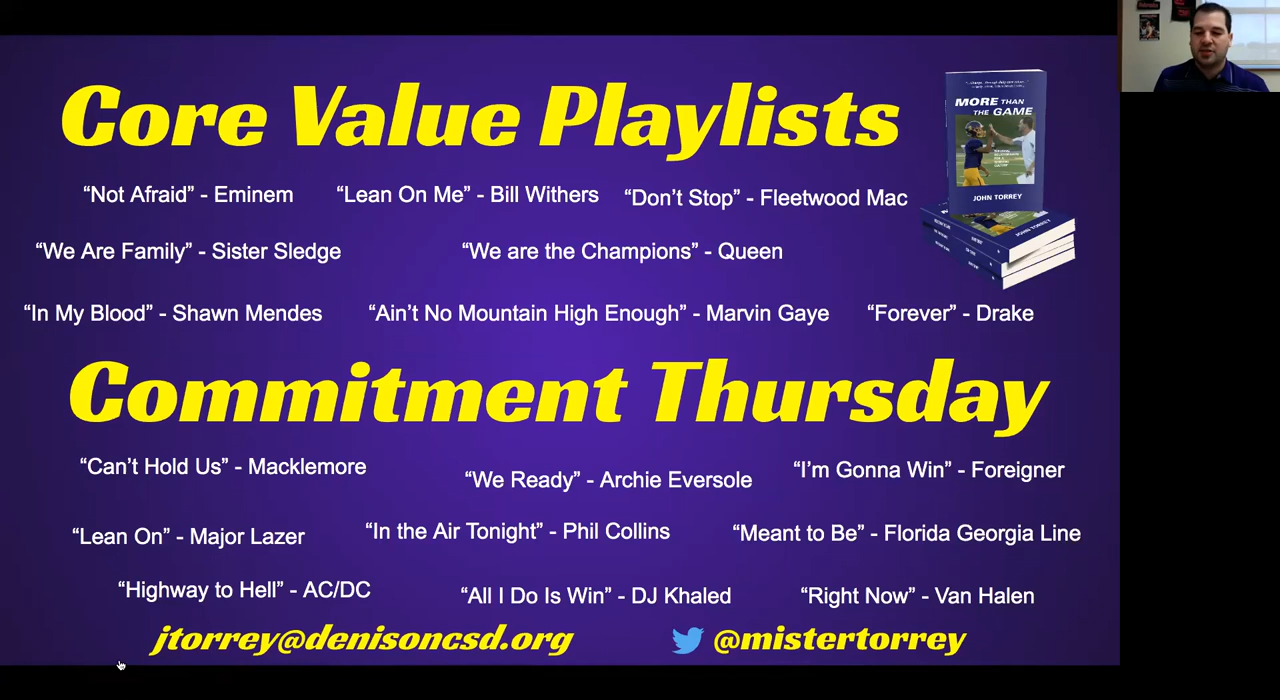 Core Value Playlists
“Not Afraid” - Eminem
“Lean On Me” - Bill Withers
“Don’t Stop” - Fleetwood Mac
“We Are Family” - Sister Sledge
“We are the Champions” - Queen
“In My Blood” - Shawn Mendes
“Ain’t No Mountain High Enough” - Marvin Gaye
“Forever” - Drake
MORE THAN
THE GAME
JOHN TORREY
JOHN TORREY
Commitment Thursday
“Can’t Hold Us” - Macklemore
“We Ready” - Archie Eversole
“I’m Gonna Win” - Foreigner
“Lean On” - Major Lazer
“In the Air Tonight” - Phil Collins
“Meant to Be” - Florida Georgia Line
“Highway to Hell” - AC/DC
“All I Do Is Win” - DJ Khaled
“Right Now” - Van Halen
jtorrey@denisoncsd.org
@mistertorrey